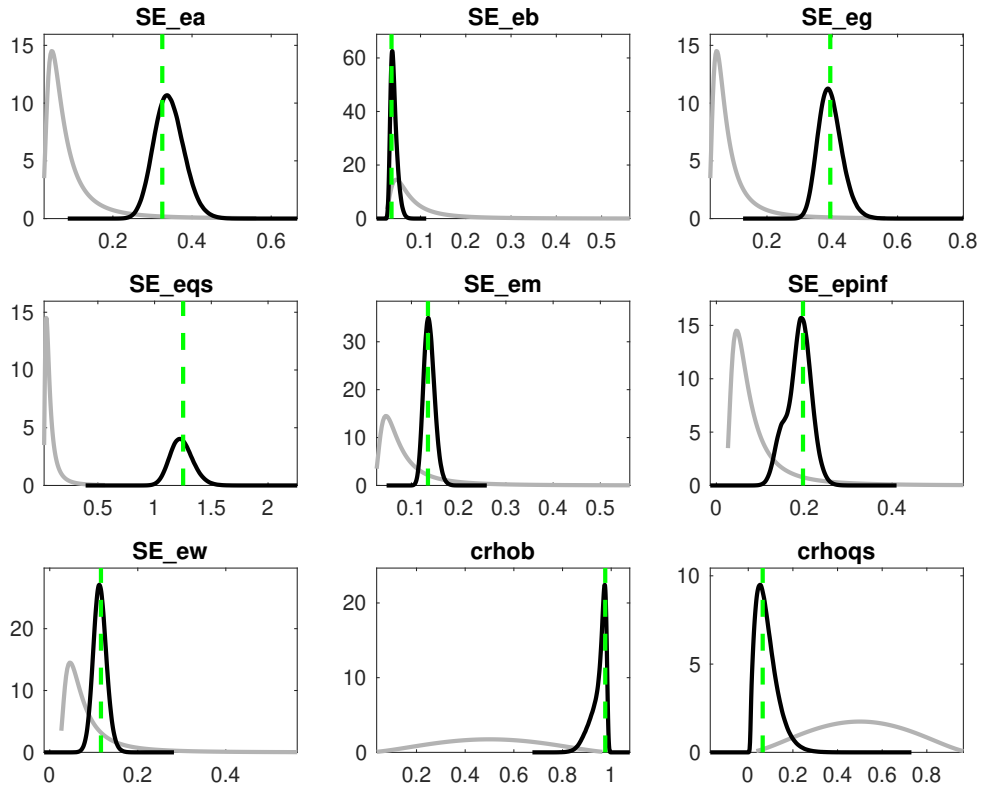 SE_ea SE_eb SE_eg
15 10 5 0 0.2 0.4 0.6
60 40 20 0 0.1 0.2 0.3 0.4 0.5
15 10 5 0 0.2 0.4 0.6 0.8
SE_eqs SE_em SE_epinf
15 10 5 0 0.5 1 1.5 2
30 20 10 0 0.1 0.2 0.3 0.4 0.5
15 10 5 0 0 0.2 0.4
SE_ew crhob crhoqs
20 10 0 0 0.2 0.4
20 10 0 0.2 0.4 0.6 0.8 1
10 5 0 0 0.2 0.4 0.6 0.8